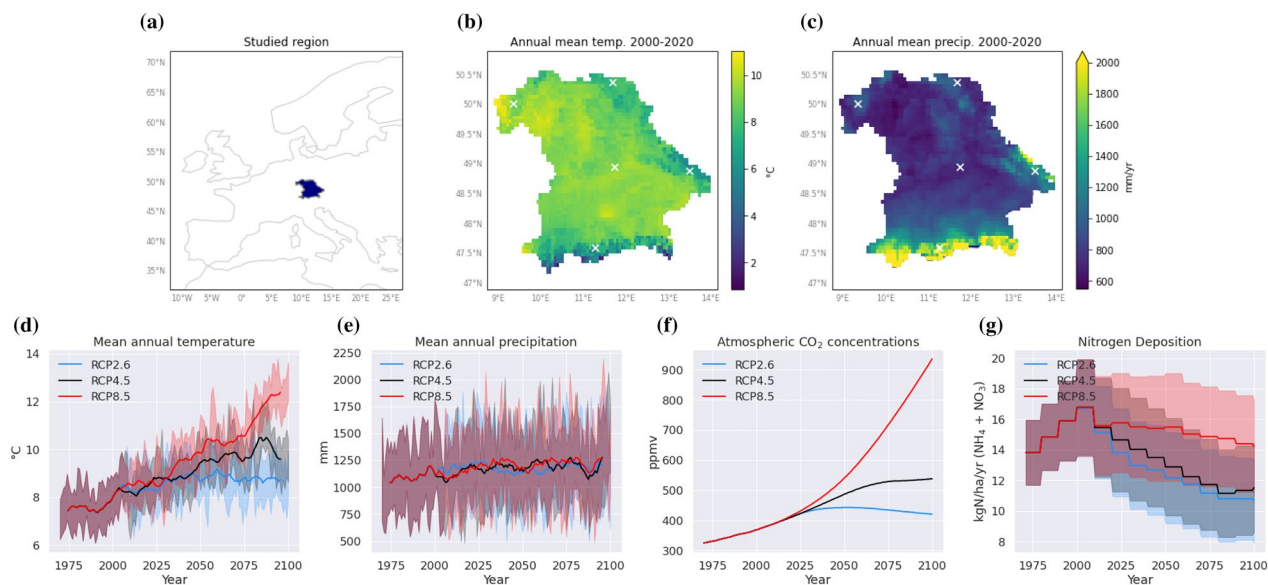 (a)
Studied region
70°N
65°N
60°N
55°N
50°N
45°N
40°N
35°N
10°W 5°W 0°E 5°E 10°E 15°E 20°E 25°E
(b)
Annual mean temp. 2000-2020
50.5°N
50°N
49.5°N
49°N
48.5°N
48°N
47.5°N
47°N
9°E 10°E 11°E 12°E 13°E 14°E
10
8
6
4
2
°C
(c)
Annual mean precip. 2000-2020
50.5°N
50°N
49.5°N
49°N
48.5°N
48°N
47.5°N
47°N
9°E 10°E 11°E 12°E 13°E 14°E
2000
1800
1600
1400
1200
1000
800
600
mm/yr
(d)
Mean annual temperature
RCP2.6
RCP4.5
RCP8.5
14
12
10
8
6
°C
1975 2000 2025 2050 2075 2100
Year
(e)
Mean annual precipitation
RCP2.6
RCP4.5
RCP8.5
2250
2000
1750
1500
1250
1000
750
500
mm
1975 2000 2025 2050 2075 2100
Year
(f)
Atmospheric CO₂ concentrations
RCP2.6
RCP4.5
RCP8.5
900
800
700
600
500
400
300
ppmv
1975 2000 2025 2050 2075 2100
Year
(g)
Nitrogen Deposition
RCP2.6
RCP4.5
RCP8.5
20
18
16
14
12
10
8
kgN/ha/yr (NH₄ + NO₃)
1975 2000 2025 2050 2075 2100
Year